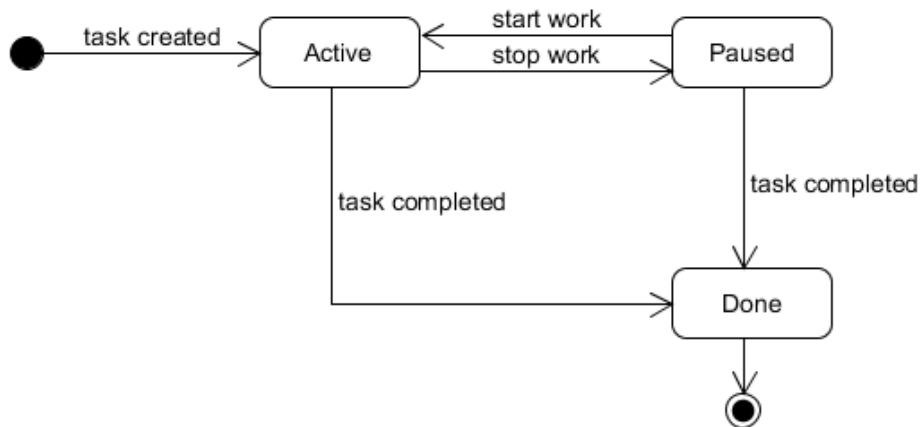 task created
Active
start work
stop work
Paused
task completed
task completed
Done